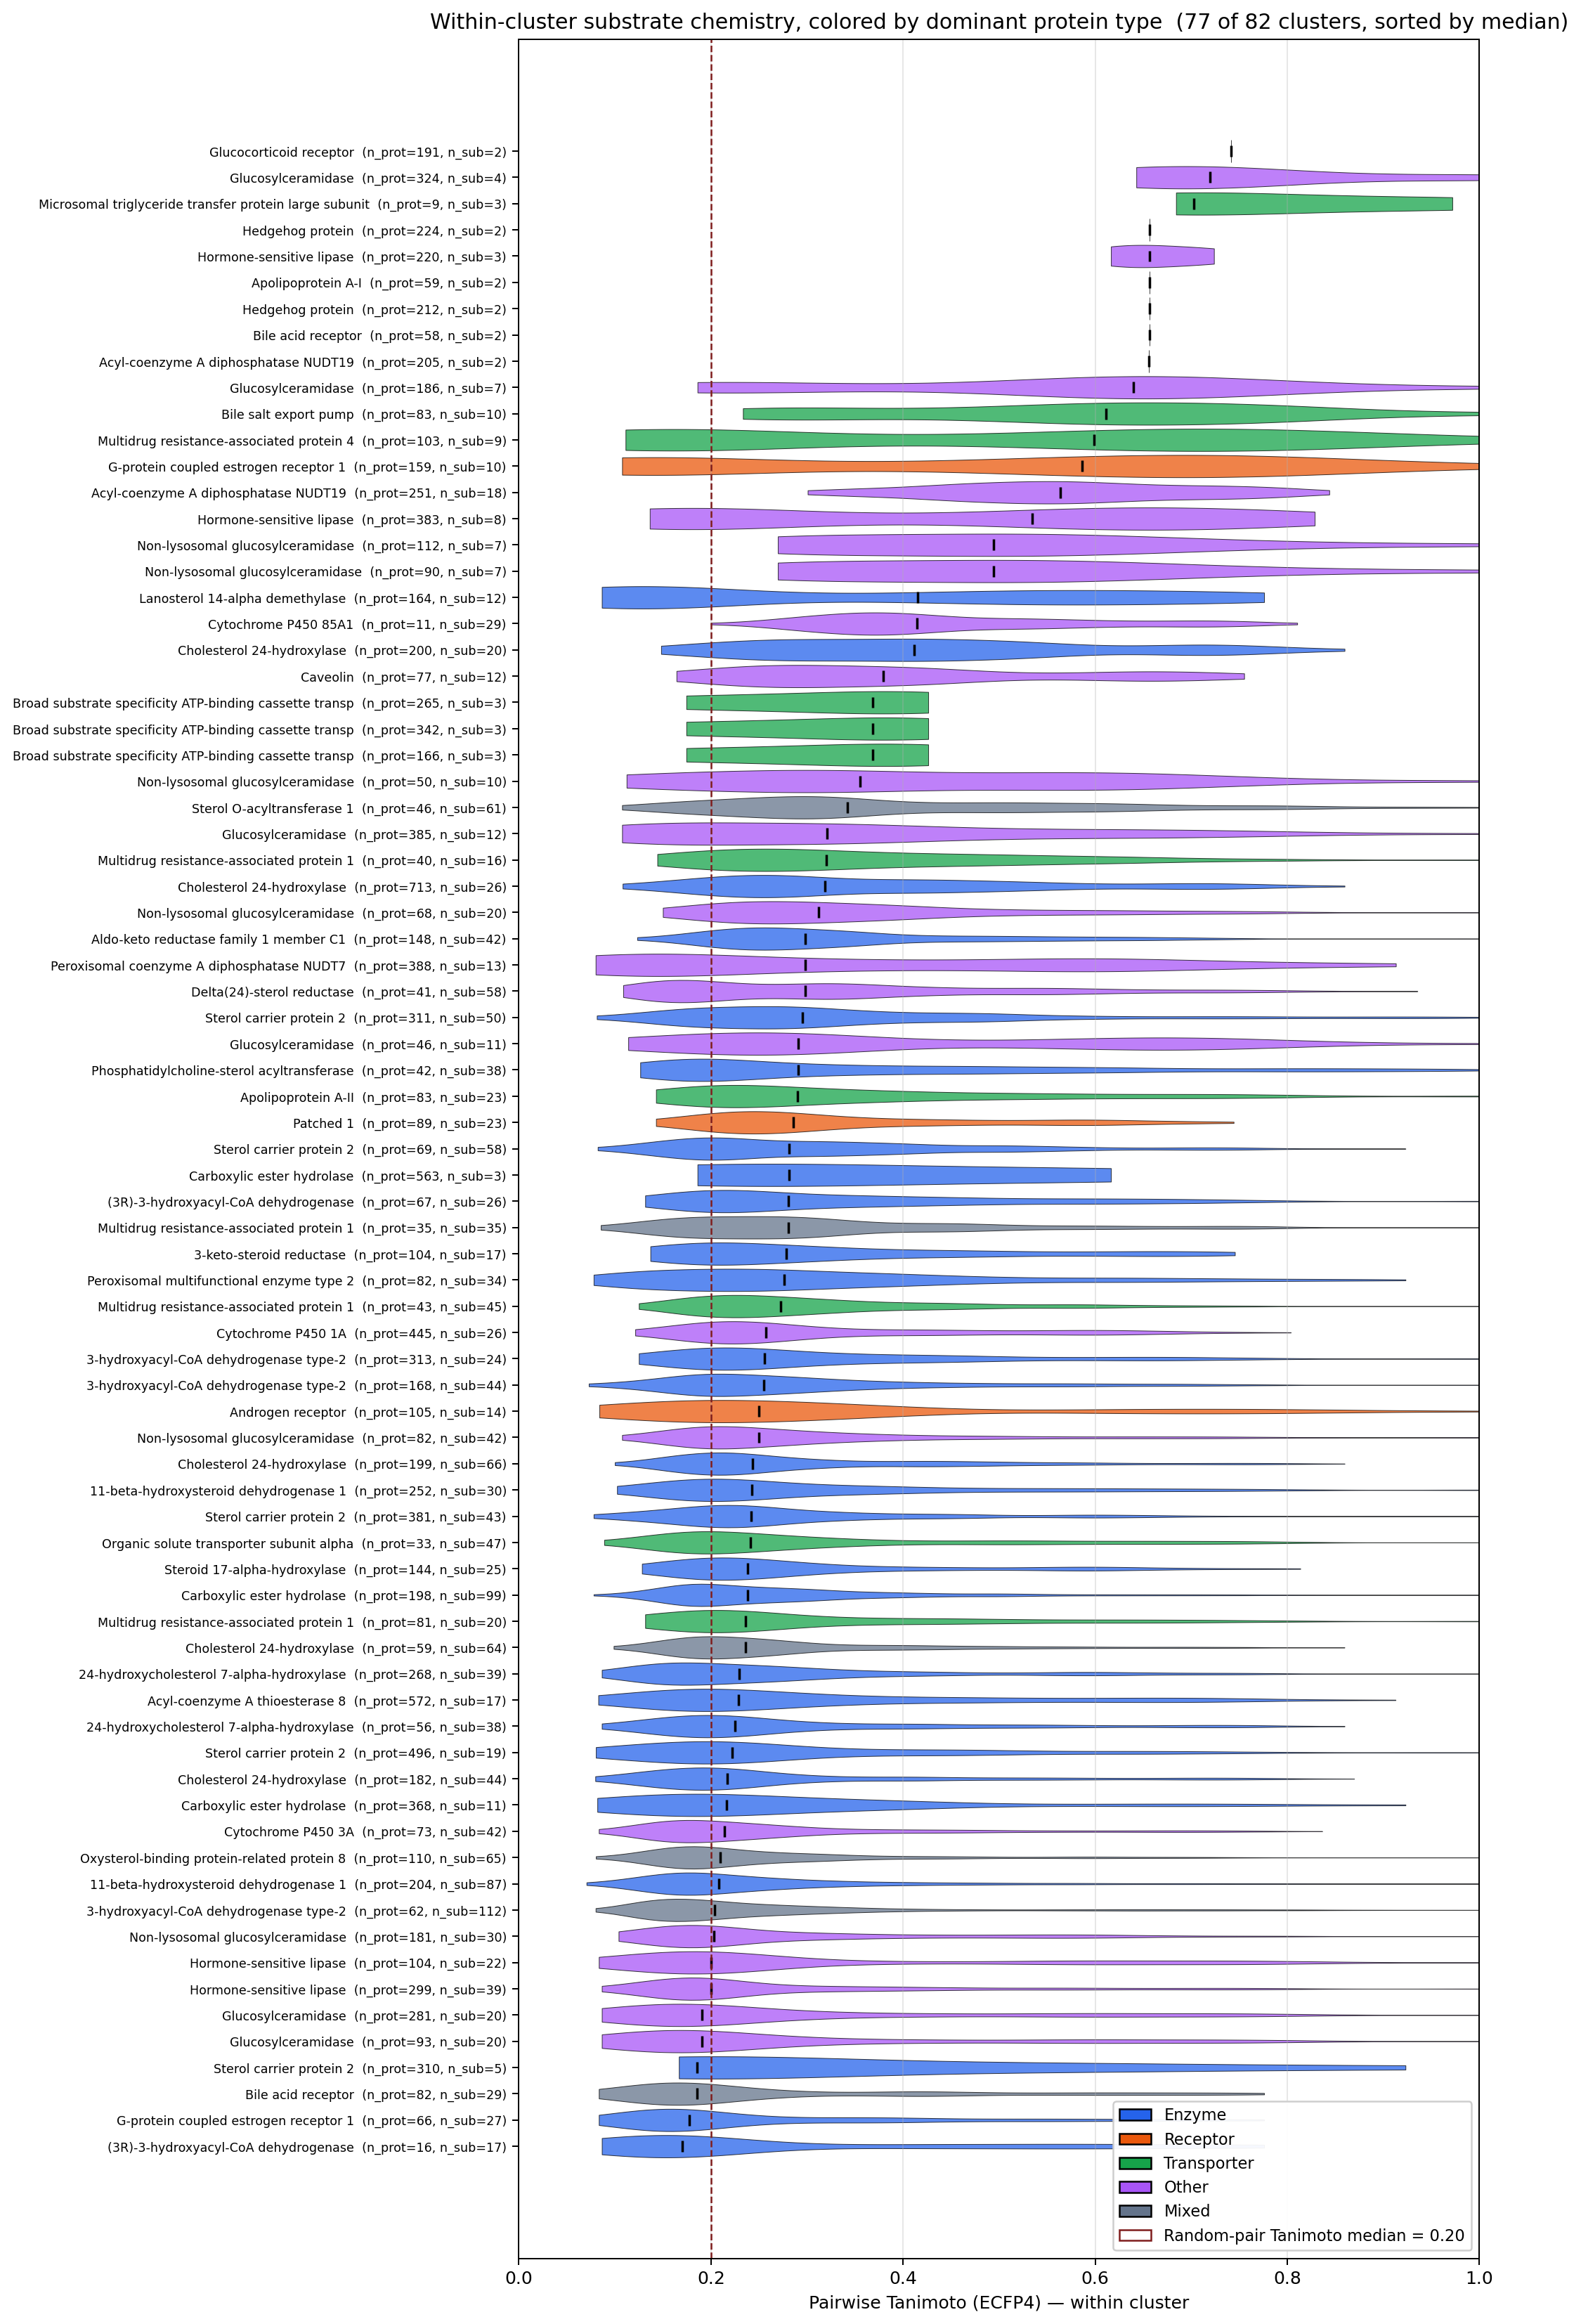 Within-cluster substrate chemistry, colored by dominant protein type  (77 of 82 clusters, sorted by median)
Glucocorticoid receptor  (n_prot=191, n_sub=2)
Glucosylceramidase  (n_prot=324, n_sub=4)
Microsomal triglyceride transfer protein large subunit  (n_prot=9, n_sub=3)
Hedgehog protein  (n_prot=224, n_sub=2)
Hormone-sensitive lipase  (n_prot=220, n_sub=3)
Apolipoprotein A-I  (n_prot=59, n_sub=2)
Hedgehog protein  (n_prot=212, n_sub=2)
Bile acid receptor  (n_prot=58, n_sub=2)
Acyl-coenzyme A diphosphatase NUDT19  (n_prot=205, n_sub=2)
Glucosylceramidase  (n_prot=186, n_sub=7)
Bile salt export pump  (n_prot=83, n_sub=10)
Multidrug resistance-associated protein 4  (n_prot=103, n_sub=9)
G-protein coupled estrogen receptor 1  (n_prot=159, n_sub=10)
Acyl-coenzyme A diphosphatase NUDT19  (n_prot=251, n_sub=18)
Hormone-sensitive lipase  (n_prot=383, n_sub=8)
Non-lysosomal glucosylceramidase  (n_prot=112, n_sub=7)
Non-lysosomal glucosylceramidase  (n_prot=90, n_sub=7)
Lanosterol 14-alpha demethylase  (n_prot=164, n_sub=12)
Cytochrome P450 85A1  (n_prot=11, n_sub=29)
Cholesterol 24-hydroxylase  (n_prot=200, n_sub=20)
Caveolin  (n_prot=77, n_sub=12)
Broad substrate specificity ATP-binding cassette transp  (n_prot=265, n_sub=3)
Broad substrate specificity ATP-binding cassette transp  (n_prot=342, n_sub=3)
Broad substrate specificity ATP-binding cassette transp  (n_prot=166, n_sub=3)
Non-lysosomal glucosylceramidase  (n_prot=50, n_sub=10)
Sterol O-acyltransferase 1  (n_prot=46, n_sub=61)
Glucosylceramidase  (n_prot=385, n_sub=12)
Multidrug resistance-associated protein 1  (n_prot=40, n_sub=16)
Cholesterol 24-hydroxylase  (n_prot=713, n_sub=26)
Non-lysosomal glucosylceramidase  (n_prot=68, n_sub=20)
Aldo-keto reductase family 1 member C1  (n_prot=148, n_sub=42)
Peroxisomal coenzyme A diphosphatase NUDT7  (n_prot=388, n_sub=13)
Delta(24)-sterol reductase  (n_prot=41, n_sub=58)
Sterol carrier protein 2  (n_prot=311, n_sub=50)
Glucosylceramidase  (n_prot=46, n_sub=11)
Phosphatidylcholine-sterol acyltransferase  (n_prot=42, n_sub=38)
Apolipoprotein A-II  (n_prot=83, n_sub=23)
Patched 1  (n_prot=89, n_sub=23)
Sterol carrier protein 2  (n_prot=69, n_sub=58)
Carboxylic ester hydrolase  (n_prot=563, n_sub=3)
(3R)-3-hydroxyacyl-CoA dehydrogenase  (n_prot=67, n_sub=26)
Multidrug resistance-associated protein 1  (n_prot=35, n_sub=35)
3-keto-steroid reductase  (n_prot=104, n_sub=17)
Peroxisomal multifunctional enzyme type 2  (n_prot=82, n_sub=34)
Multidrug resistance-associated protein 1  (n_prot=43, n_sub=45)
Cytochrome P450 1A  (n_prot=445, n_sub=26)
3-hydroxyacyl-CoA dehydrogenase type-2  (n_prot=313, n_sub=24)
3-hydroxyacyl-CoA dehydrogenase type-2  (n_prot=168, n_sub=44)
Androgen receptor  (n_prot=105, n_sub=14)
Non-lysosomal glucosylceramidase  (n_prot=82, n_sub=42)
Cholesterol 24-hydroxylase  (n_prot=199, n_sub=66)
11-beta-hydroxysteroid dehydrogenase 1  (n_prot=252, n_sub=30)
Sterol carrier protein 2  (n_prot=381, n_sub=43)
Organic solute transporter subunit alpha  (n_prot=33, n_sub=47)
Steroid 17-alpha-hydroxylase  (n_prot=144, n_sub=25)
Carboxylic ester hydrolase  (n_prot=198, n_sub=99)
Multidrug resistance-associated protein 1  (n_prot=81, n_sub=20)
Cholesterol 24-hydroxylase  (n_prot=59, n_sub=64)
24-hydroxycholesterol 7-alpha-hydroxylase  (n_prot=268, n_sub=39)
Acyl-coenzyme A thioesterase 8  (n_prot=572, n_sub=17)
24-hydroxycholesterol 7-alpha-hydroxylase  (n_prot=56, n_sub=38)
Sterol carrier protein 2  (n_prot=496, n_sub=19)
Cholesterol 24-hydroxylase  (n_prot=182, n_sub=44)
Carboxylic ester hydrolase  (n_prot=368, n_sub=11)
Cytochrome P450 3A  (n_prot=73, n_sub=42)
Oxysterol-binding protein-related protein 8  (n_prot=110, n_sub=65)
11-beta-hydroxysteroid dehydrogenase 1  (n_prot=204, n_sub=87)
3-hydroxyacyl-CoA dehydrogenase type-2  (n_prot=62, n_sub=112)
Non-lysosomal glucosylceramidase  (n_prot=181, n_sub=30)
Hormone-sensitive lipase  (n_prot=104, n_sub=22)
Hormone-sensitive lipase  (n_prot=299, n_sub=39)
Glucosylceramidase  (n_prot=281, n_sub=20)
Glucosylceramidase  (n_prot=93, n_sub=20)
Sterol carrier protein 2  (n_prot=310, n_sub=5)
Bile acid receptor  (n_prot=82, n_sub=29)
G-protein coupled estrogen receptor 1  (n_prot=66, n_sub=27)
(3R)-3-hydroxyacyl-CoA dehydrogenase  (n_prot=16, n_sub=17)
Enzyme
Receptor
Transporter
Other
Mixed
Random-pair Tanimoto median = 0.20
0.0 0.2 0.4 0.6 0.8 1.0
Pairwise Tanimoto (ECFP4) — within cluster